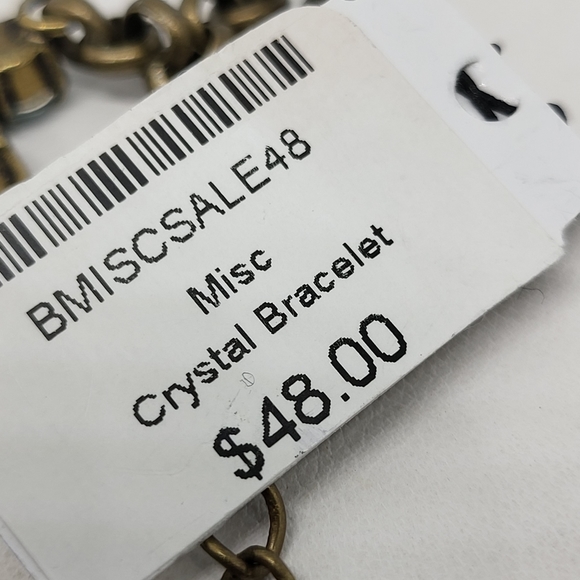 BMISCSALE48
Misc
Crystal Bracelet
$48.00